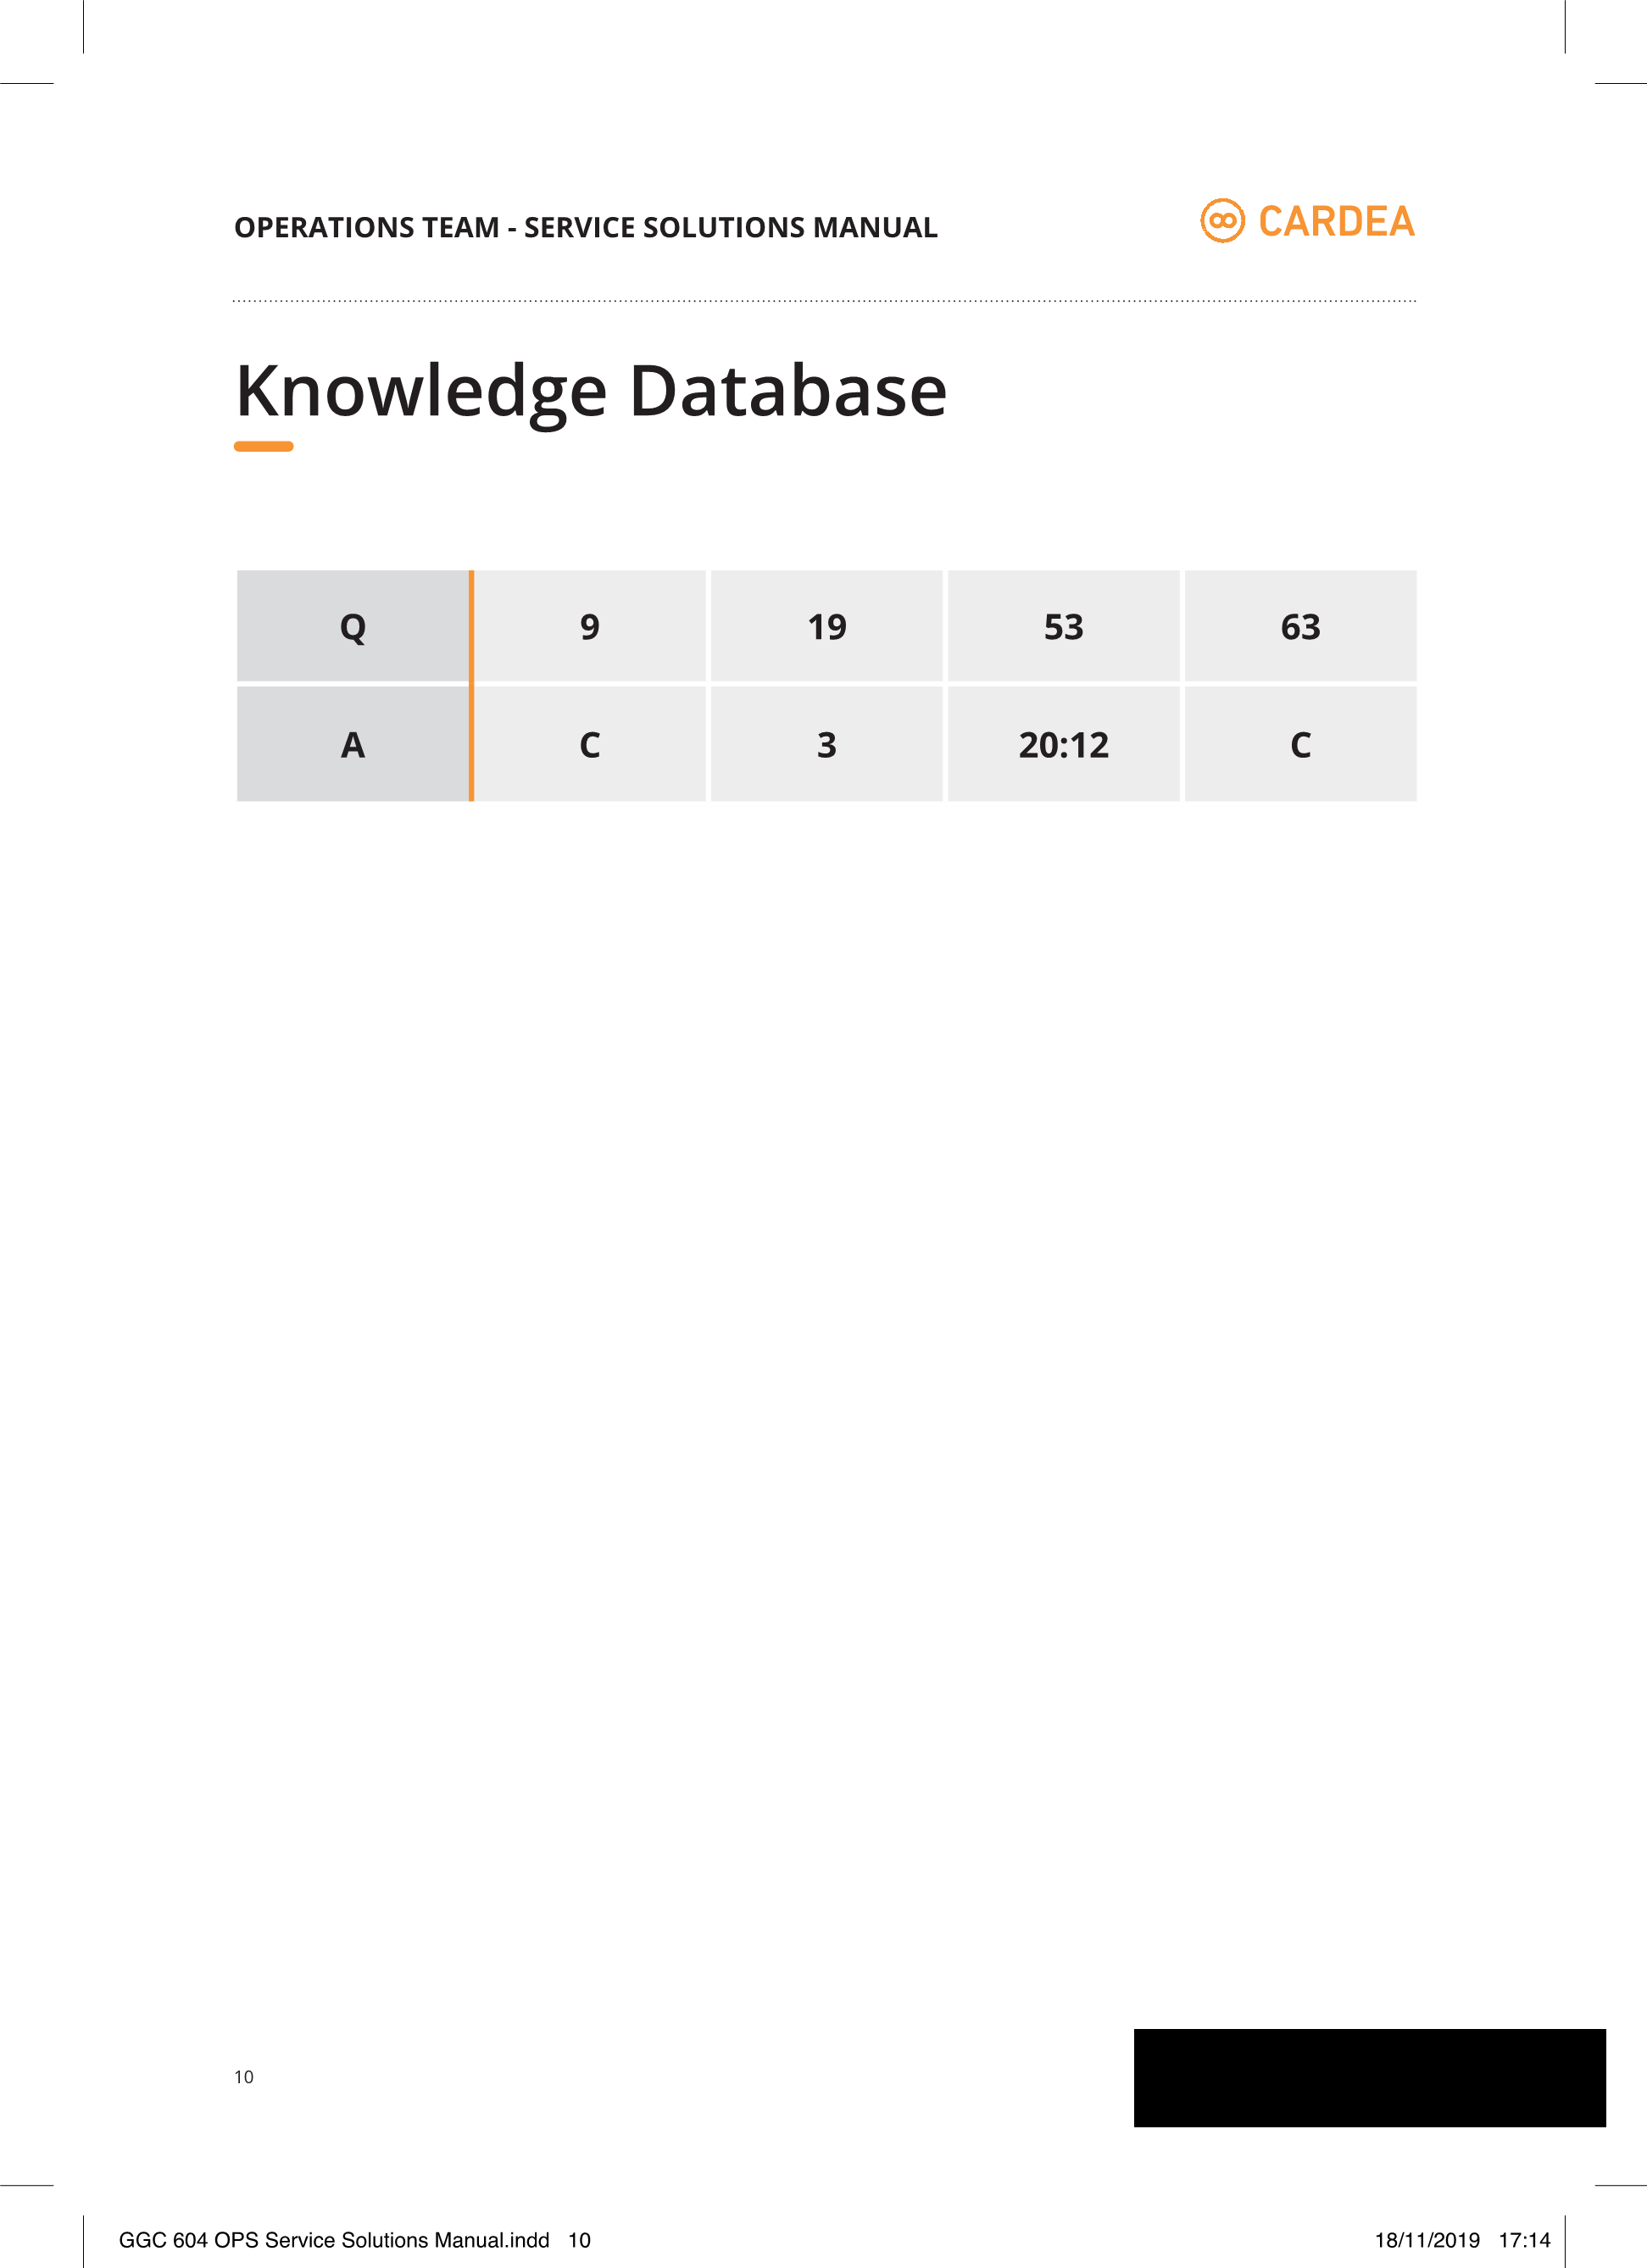 OPERATIONS TEAM - SERVICE SOLUTIONS MANUAL
CARDEA
Knowledge Database
Q 9 19 53 63
A C 3 20:12 C
10
GGC 604 OPS Service Solutions Manual.indd 10
18/11/2019 17:14